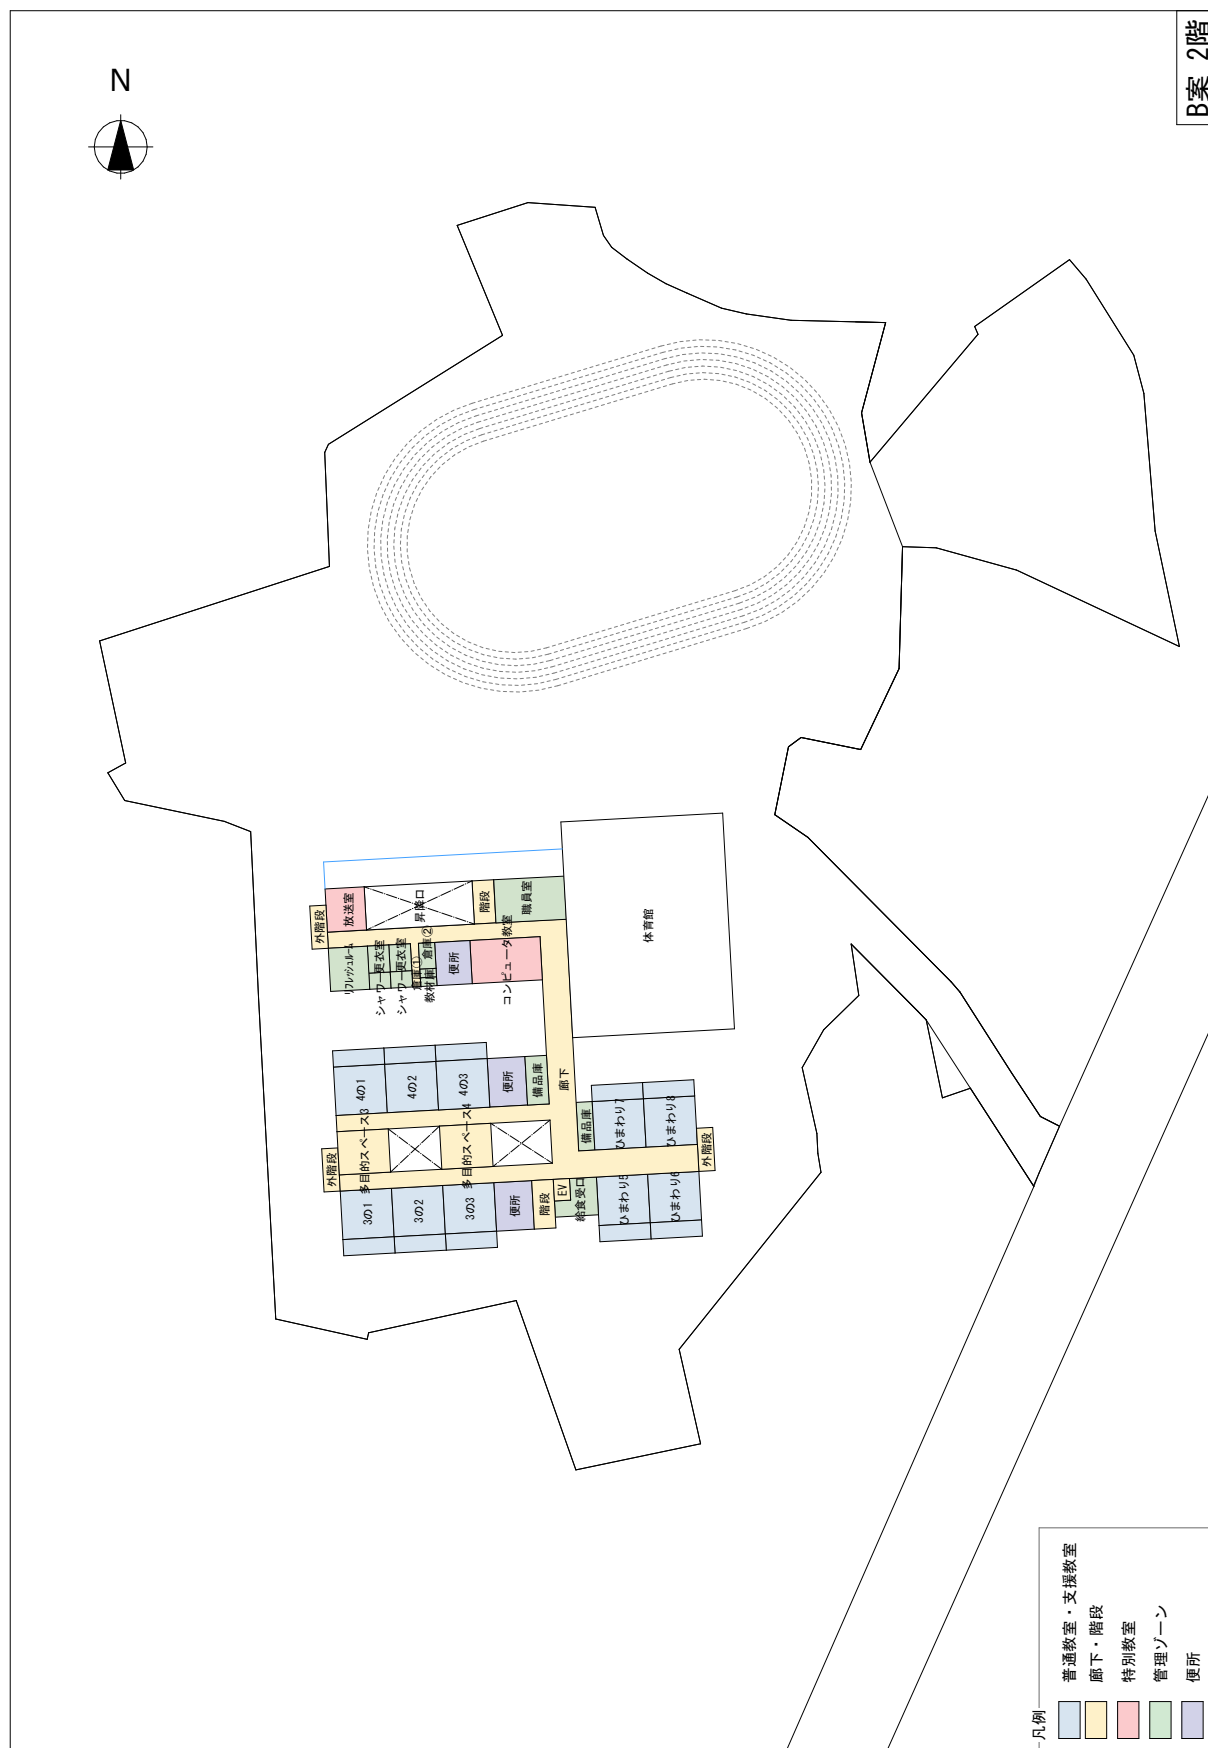 B案 2階
N
外階段
放送室
昇降口
階段
職員室
リフレッシュルーム
更衣室
シャワー
更衣室
シャワー
倉庫(1)
倉庫(2)
教材庫
便所
コンピュータ教室
体育館
4の1
4の2
4の3
便所
備品庫
廊下
多目的スペース3
多目的スペース4
外階段
3の1
3の2
3の3
便所
階段
EV
給食受口
備品庫
ひまわり7
ひまわり8
ひまわり5
ひまわり6
外階段
凡例
普通教室・支援教室
廊下・階段
特別教室
管理ゾーン
便所